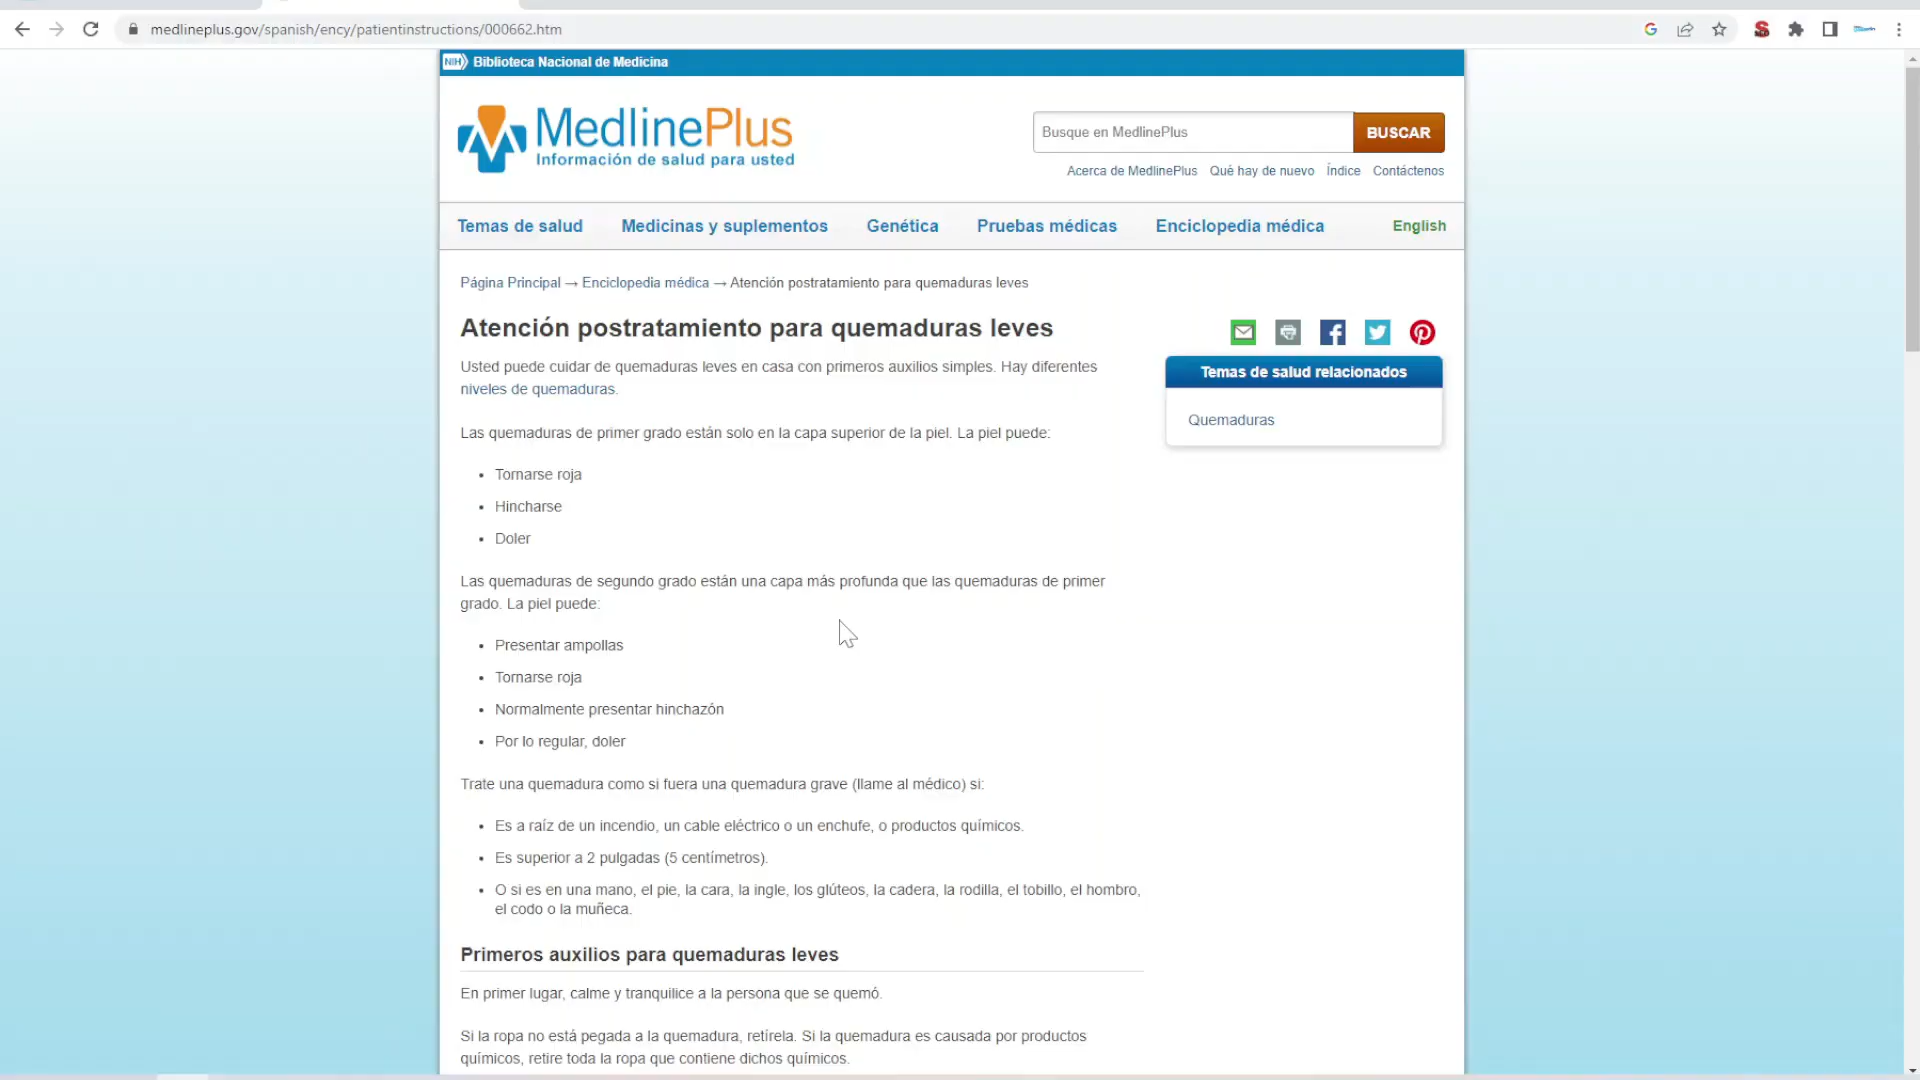 medlineplus.gov/spanish/ency/patientinstructions/000662.htm
NIH Biblioteca Nacional de Medicina
MedlinePlus
Información de salud para usted
Busque en MedlinePlus
BUSCAR
Acerca de MedlinePlus Qué hay de nuevo Índice Contáctenos
Temas de salud Medicinas y suplementos Genética Pruebas médicas Enciclopedia médica English
Página Principal → Enciclopedia médica → Atención postratamiento para quemaduras leves
Atención postratamiento para quemaduras leves
Usted puede cuidar de quemaduras leves en casa con primeros auxilios simples. Hay diferentes
niveles de quemaduras.
Temas de salud relacionados
Quemaduras
Las quemaduras de primer grado están solo en la capa superior de la piel. La piel puede:
• Tornarse roja
• Hincharse
• Doler
Las quemaduras de segundo grado están una capa más profunda que las quemaduras de primer
grado. La piel puede:
• Presentar ampollas
• Tornarse roja
• Normalmente presentar hinchazón
• Por lo regular, doler
Trate una quemadura como si fuera una quemadura grave (llame al médico) si:
• Es a raíz de un incendio, un cable eléctrico o un enchufe, o productos químicos.
• Es superior a 2 pulgadas (5 centímetros).
• O si es en una mano, el pie, la cara, la ingle, los glúteos, la cadera, la rodilla, el tobillo, el hombro,
el codo o la muñeca.
Primeros auxilios para quemaduras leves
En primer lugar, calme y tranquilice a la persona que se quemó.
Si la ropa no está pegada a la quemadura, retírela. Si la quemadura es causada por productos
químicos, retire toda la ropa que contiene dichos químicos.